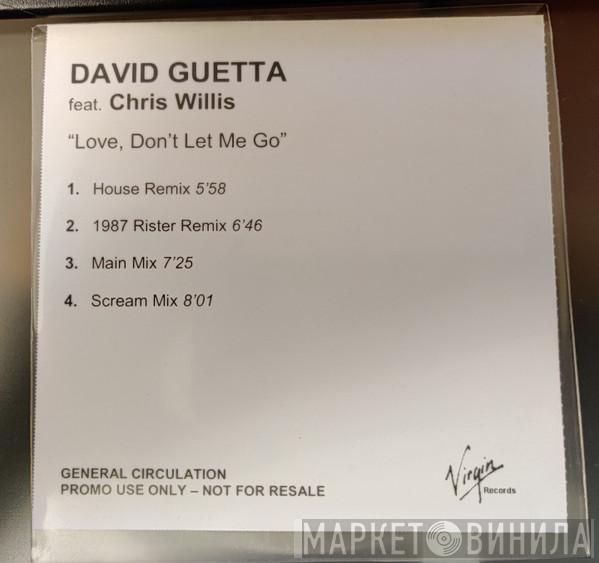 DAVID GUETTA
feat. Chris Willis
“Love, Don’t Let Me Go”
1. House Remix 5’58
2. 1987 Rister Remix 6’46
3. Main Mix 7’25
4. Scream Mix 8’01
GENERAL CIRCULATION
PROMO USE ONLY – NOT FOR RESALE
Virgin
Records
МАРКЕТ ВИНИЛА